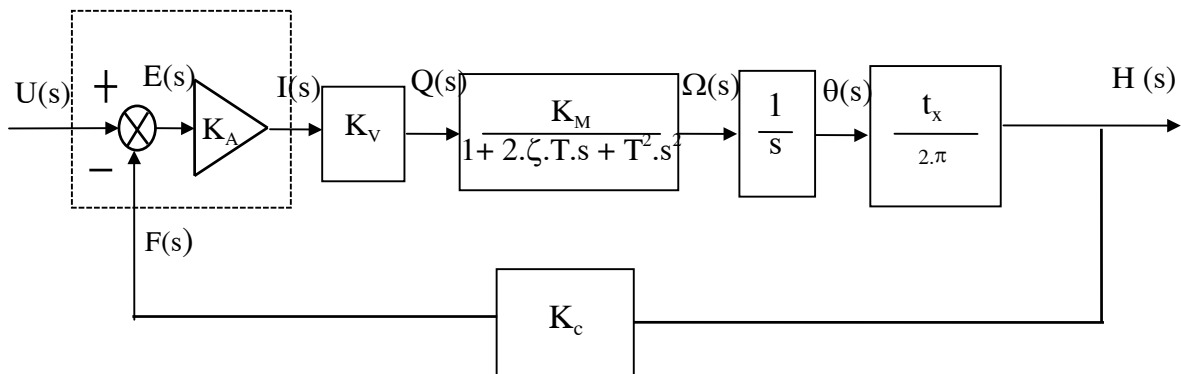 U(s)
+
−
E(s)
K_A
I(s)
K_V
Q(s)
K_M
1+ 2.ζ.T.s + T².s²
Ω(s)
1
s
θ(s)
t_x
2.π
H (s)
F(s)
K_c